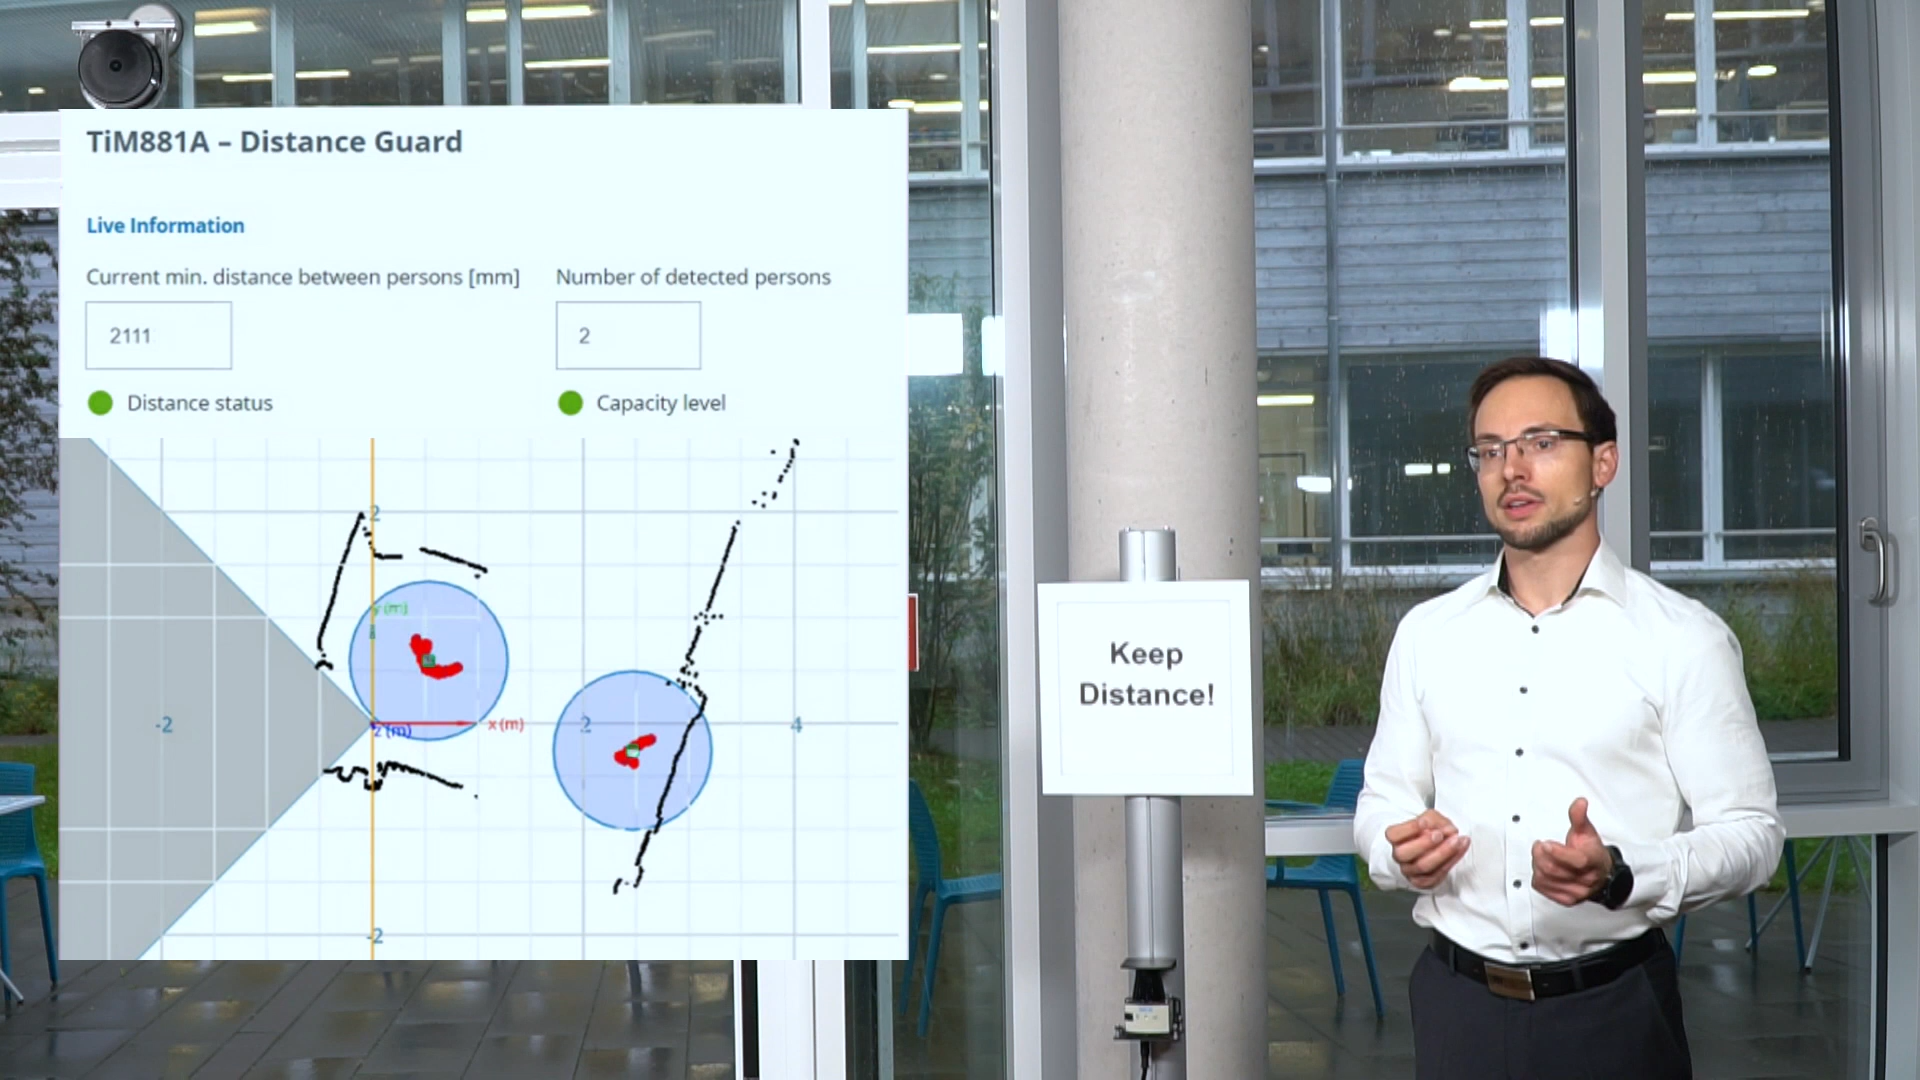 TiM881A – Distance Guard
Live Information
Current min. distance between persons [mm]
Number of detected persons
2111
2
Distance status
Capacity level
2
y (m)
-2
z (m)
x (m)
2
4
-2
Keep
Distance!